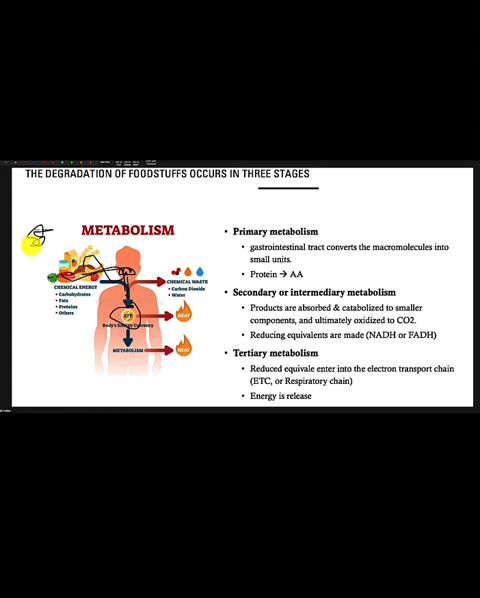 THE DEGRADATION OF FOODSTUFFS OCCURS IN THREE STAGES
METABOLISM
CHEMICAL ENERGY
• Carbohydrates
• Fats
• Proteins
• Others
CHEMICAL WASTE
• Carbon Dioxide
• Water
ATP
Body's Energy Currency
HEAT
METABOLISM
HEAT
• Primary metabolism
• gastrointestinal tract converts the macromolecules into
small units.
• Protein → AA
• Secondary or intermediary metabolism
• Products are absorbed & catabolized to smaller
components, and ultimately oxidized to CO2.
• Reducing equivalents are made (NADH or FADH)
• Tertiary metabolism
• Reduced equivale enter into the electron transport chain
(ETC, or Respiratory chain)
• Energy is release